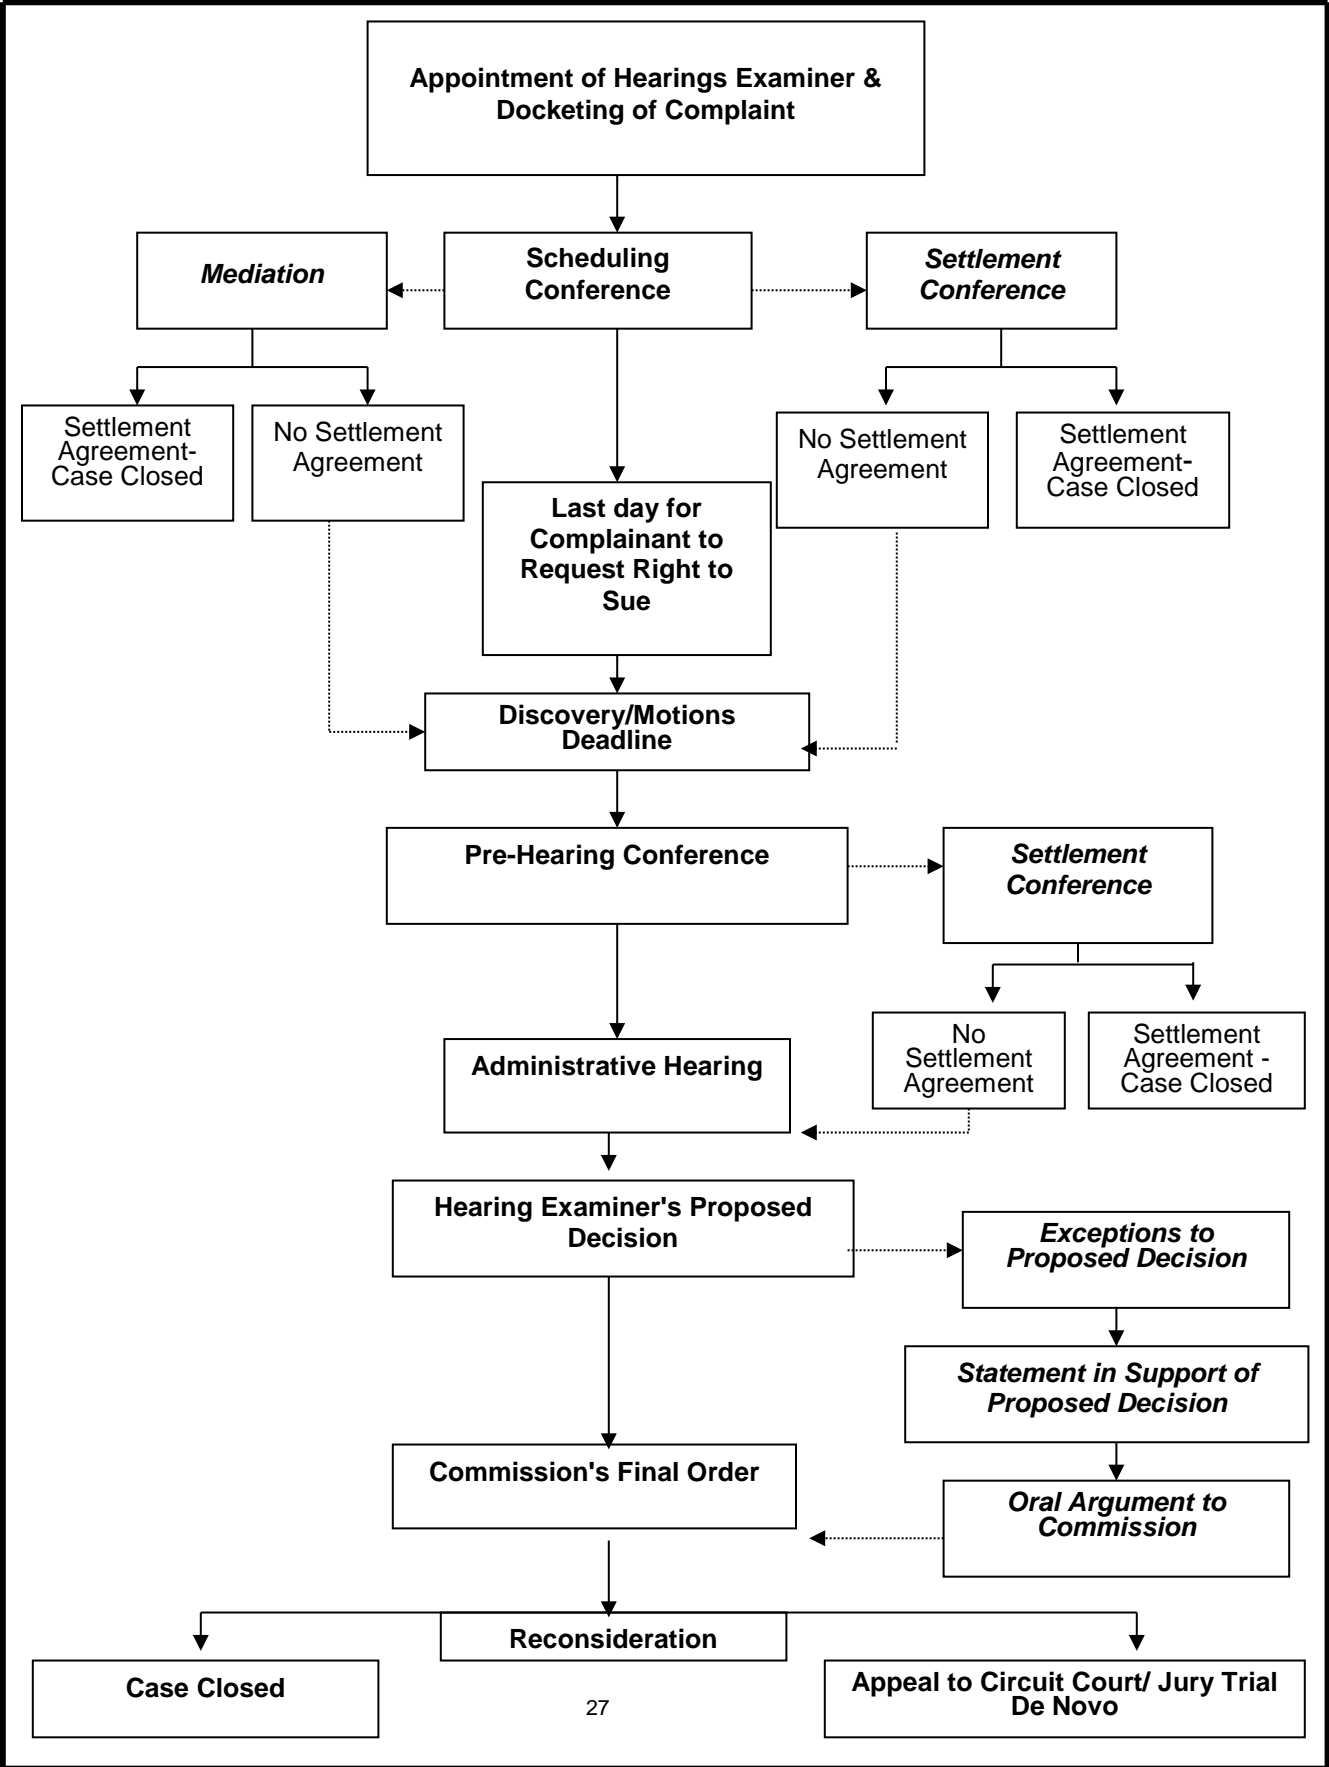 Appointment of Hearings Examiner &
Docketing of Complaint
Mediation
Scheduling
Conference
Settlement
Conference
Settlement
Agreement-
Case Closed
No Settlement
Agreement
No Settlement
Agreement
Settlement
Agreement-
Case Closed
Last day for
Complainant to
Request Right to
Sue
Discovery/Motions
Deadline
Pre-Hearing Conference
Settlement
Conference
No
Settlement
Agreement
Settlement
Agreement -
Case Closed
Administrative Hearing
Hearing Examiner's Proposed
Decision
Exceptions to
Proposed Decision
Statement in Support of
Proposed Decision
Commission's Final Order
Oral Argument to
Commission
Reconsideration
Case Closed
Appeal to Circuit Court/ Jury Trial
De Novo
27